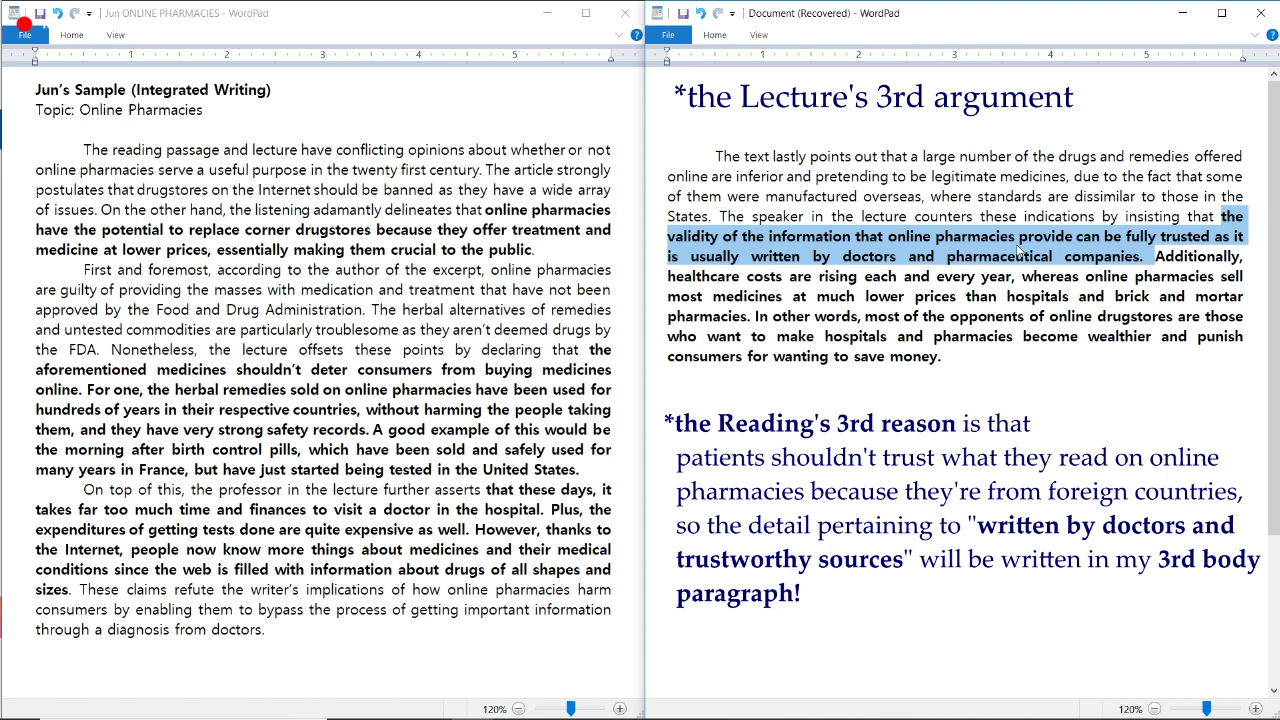 Jun ONLINE PHARMACIES - WordPad
File Home View
1 2 3 4 5
Jun's Sample (Integrated Writing)
Topic: Online Pharmacies
The reading passage and lecture have conflicting opinions about whether or not
online pharmacies serve a useful purpose in the twenty first century. The article strongly
postulates that drugstores on the Internet should be banned as they have a wide array
of issues. On the other hand, the listening adamantly delineates that online pharmacies
have the potential to replace corner drugstores because they offer treatment and
medicine at lower prices, essentially making them crucial to the public.
First and foremost, according to the author of the excerpt, online pharmacies
are guilty of providing the masses with medication and treatment that have not been
approved by the Food and Drug Administration. The herbal alternatives of remedies
and untested commodities are particularly troublesome as they aren't deemed drugs by
the FDA. Nonetheless, the lecture offsets these points by declaring that the
aforementioned medicines shouldn't deter consumers from buying medicines
online. For one, the herbal remedies sold on online pharmacies have been used for
hundreds of years in their respective countries, without harming the people taking
them, and they have very strong safety records. A good example of this would be
the morning after birth control pills, which have been sold and safely used for
many years in France, but have just started being tested in the United States.
On top of this, the professor in the lecture further asserts that these days, it
takes far too much time and finances to visit a doctor in the hospital. Plus, the
expenditures of getting tests done are quite expensive as well. However, thanks to
the Internet, people now know more things about medicines and their medical
conditions since the web is filled with information about drugs of all shapes and
sizes. These claims refute the writer's implications of how online pharmacies harm
consumers by enabling them to bypass the process of getting important information
through a diagnosis from doctors.
120%
Document (Recovered) - WordPad
File Home View
1 2 3 4 5
*the Lecture's 3rd argument
The text lastly points out that a large number of the drugs and remedies offered
online are inferior and pretending to be legitimate medicines, due to the fact that some
of them were manufactured overseas, where standards are dissimilar to those in the
States. The speaker in the lecture counters these indications by insisting that the
validity of the information that online pharmacies provide can be fully trusted as it
is usually written by doctors and pharmaceutical companies. Additionally,
healthcare costs are rising each and every year, whereas online pharmacies sell
most medicines at much lower prices than hospitals and brick and mortar
pharmacies. In other words, most of the opponents of online drugstores are those
who want to make hospitals and pharmacies become wealthier and punish
consumers for wanting to save money.
*the Reading's 3rd reason is that
patients shouldn't trust what they read on online
pharmacies because they're from foreign countries,
so the detail pertaining to "written by doctors and
trustworthy sources" will be written in my 3rd body
paragraph!
120%